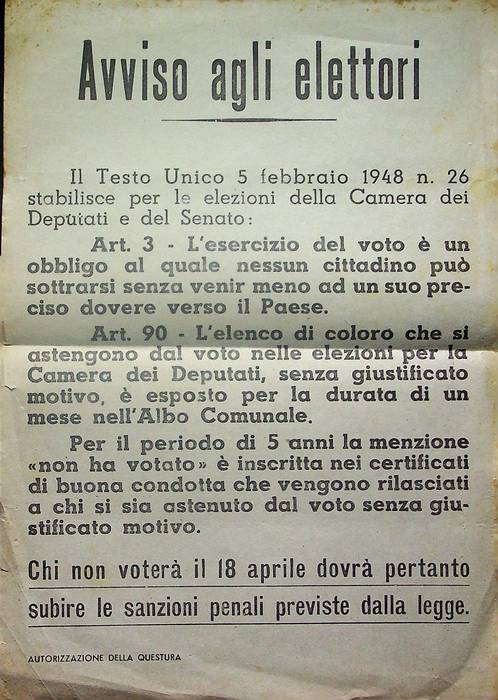 Avviso agli elettori
Il Testo Unico 5 febbraio 1948 n. 26
stabilisce per le elezioni della Camera dei
Deputati e del Senato:
Art. 3 - L'esercizio del voto è un
obbligo al quale nessun cittadino può
sottrarsi senza venir meno ad un suo pre-
ciso dovere verso il Paese.
Art. 90 - L'elenco di coloro che si
astengono dal voto nelle elezioni per la
Camera dei Deputati, senza giustificato
motivo, è esposto per la durata di un
mese nell'Albo Comunale.
Per il periodo di 5 anni la menzione
«non ha votato» è inscritta nei certificati
di buona condotta che vengono rilasciati
a chi si sia astenuto dal voto senza giu-
stificato motivo.
Chi non voterà il 18 aprile dovrà pertanto
subire le sanzioni penali previste dalla legge.
AUTORIZZAZIONE DELLA QUESTURA